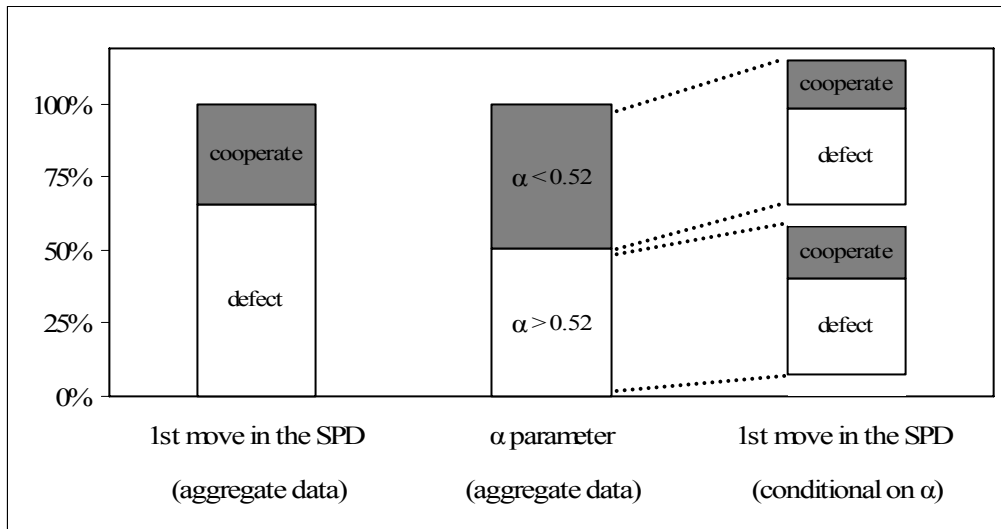 100%
75%
50%
25%
0%
cooperate
defect
α < 0.52
α > 0.52
cooperate
defect
cooperate
defect
1st move in the SPD
(aggregate data)
α parameter
(aggregate data)
1st move in the SPD
(conditional on α)